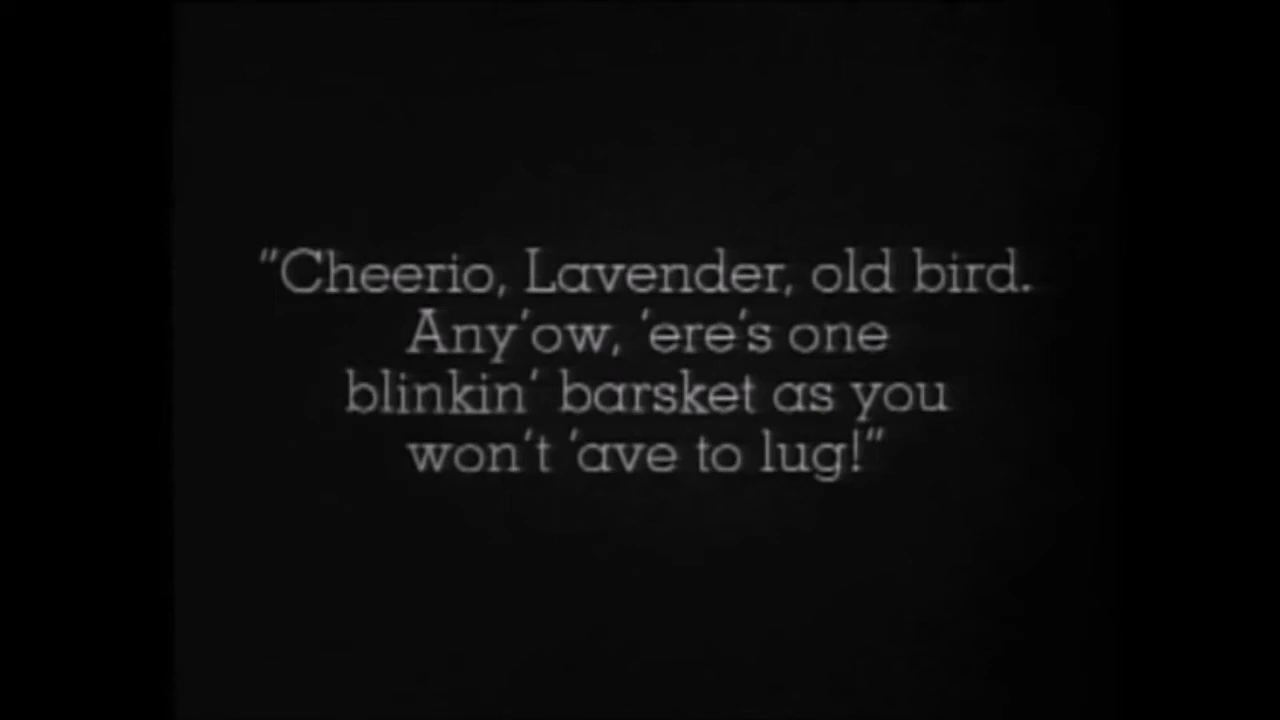 "Cheerio, Lavender, old bird.
Any'ow, 'ere's one
blinkin' barsket as you
won't 'ave to lug!"